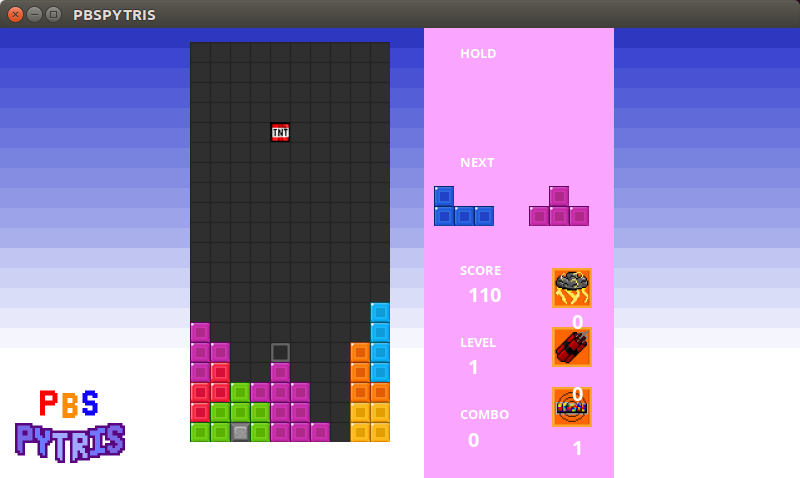 PBSPYTRIS
HOLD
TNT
NEXT
SCORE
110
0
LEVEL
1
0
COMBO
0
1
PBS
PYTRIS